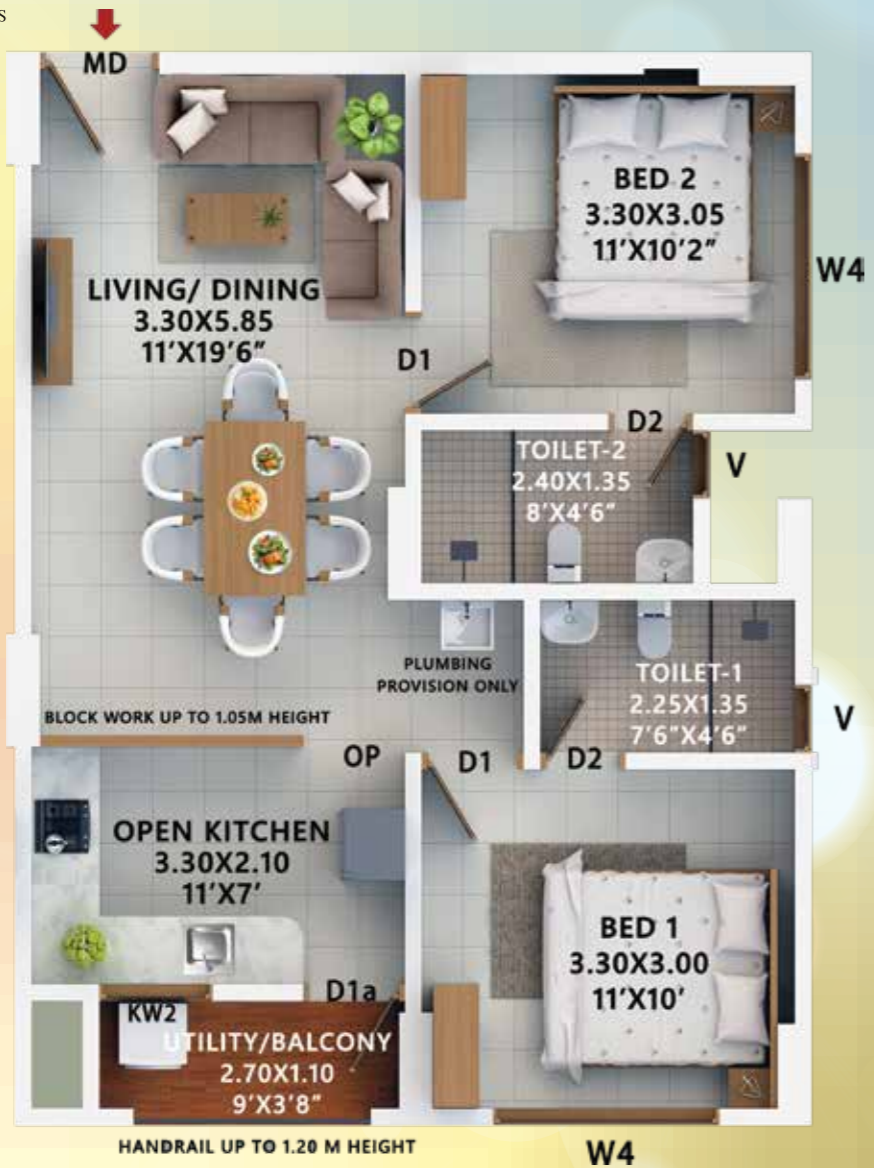 s
MD
BED 2
3.30X3.05
11'X10'2"
W4
LIVING/ DINING
3.30X5.85
11'X19'6"
D1
D2
TOILET-2
2.40X1.35
8'X4'6"
V
PLUMBING
PROVISION ONLY
TOILET-1
2.25X1.35
7'6"X4'6"
V
BLOCK WORK UP TO 1.05M HEIGHT
OP
D1
D2
OPEN KITCHEN
3.30X2.10
11'X7'
BED 1
3.30X3.00
11'X10'
D1a
KW2
UTILITY/BALCONY
2.70X1.10
9'X3'8"
HANDRAIL UP TO 1.20 M HEIGHT
W4